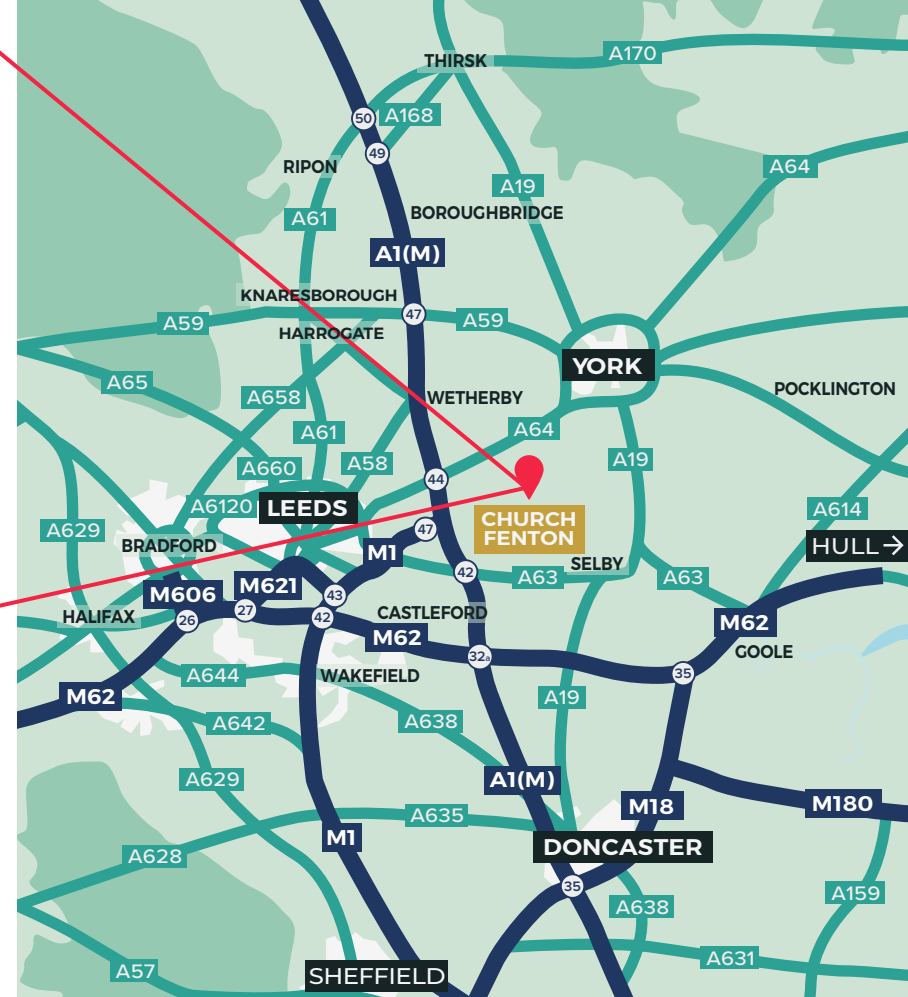 THIRSK
A170
50
A168
49
RIPON
A64
A19
A61
BOROUGHBRIDGE
A1(M)
KNARESBOROUGH
47
A59
A59
HARROGATE
YORK
A65
A658
WETHERBY
POCKLINGTON
A61
A64
A660
A58
A19
44
A6120
LEEDS
A614
CHURCH
FENTON
A629
47
BRADFORD
M1
HULL →
SELBY
42
A63
A63
M621
M606
43
27
26
42
HALIFAX
CASTLEFORD
M62
M62
GOOLE
32a
35
A644
WAKEFIELD
M62
A19
A642
A638
A629
A1(M)
M18
M180
A635
M1
DONCASTER
A628
35
A159
A638
A631
A57
SHEFFIELD